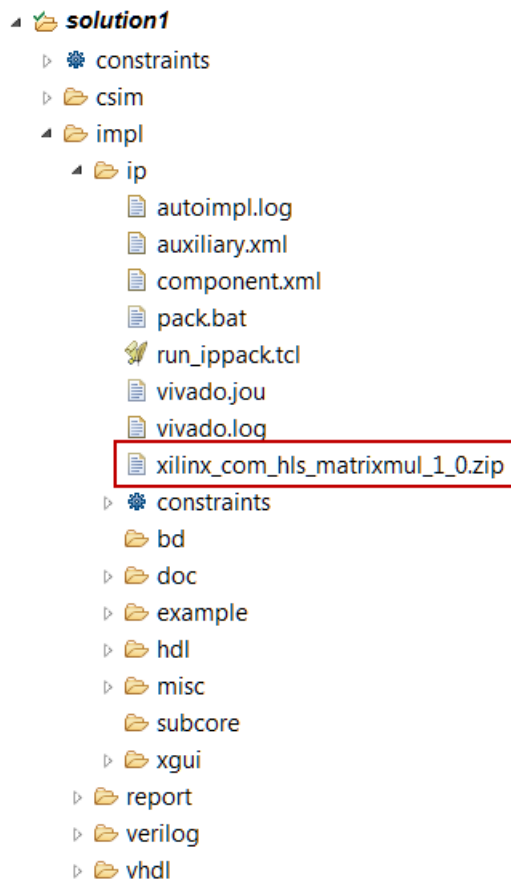 solution1
constraints
csim
impl
ip
autoimpl.log
auxiliary.xml
component.xml
pack.bat
run_ippack.tcl
vivado.jou
vivado.log
xilinx_com_hls_matrixmul_1_0.zip
constraints
bd
doc
example
hdl
misc
subcore
xgui
report
verilog
vhdl